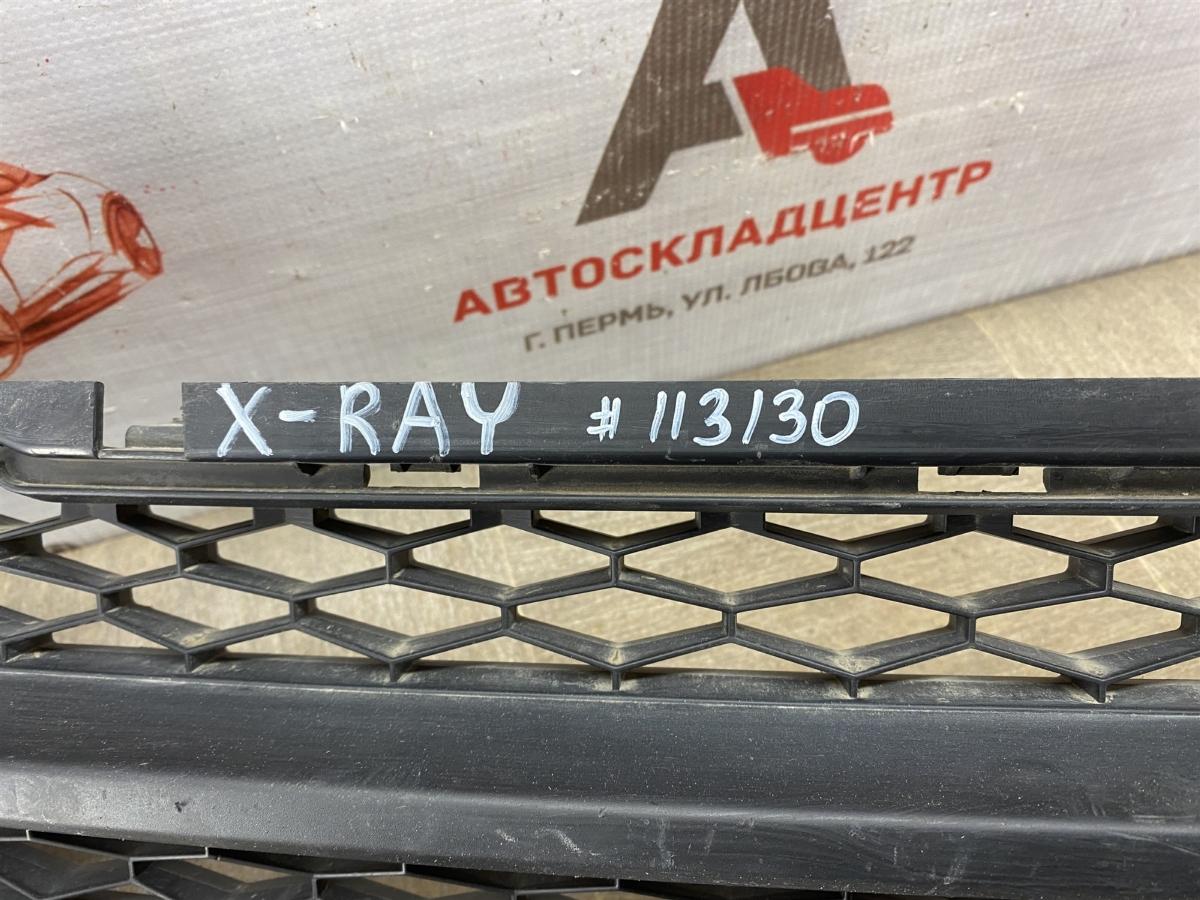 АВТОСКЛАДЦЕНТР
Г. ПЕРМЬ, УЛ. ЛБОВА, 122
X-RAY # 113130